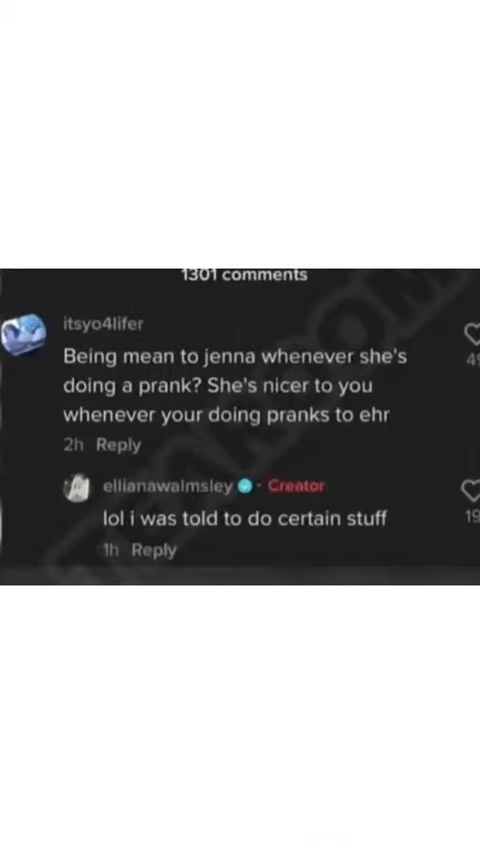 1301 comments
itsyo4lifer
Being mean to jenna whenever she's
doing a prank? She's nicer to you
whenever your doing pranks to ehr
2h Reply
ellianawalmsley · Creator
lol i was told to do certain stuff
19
1h Reply